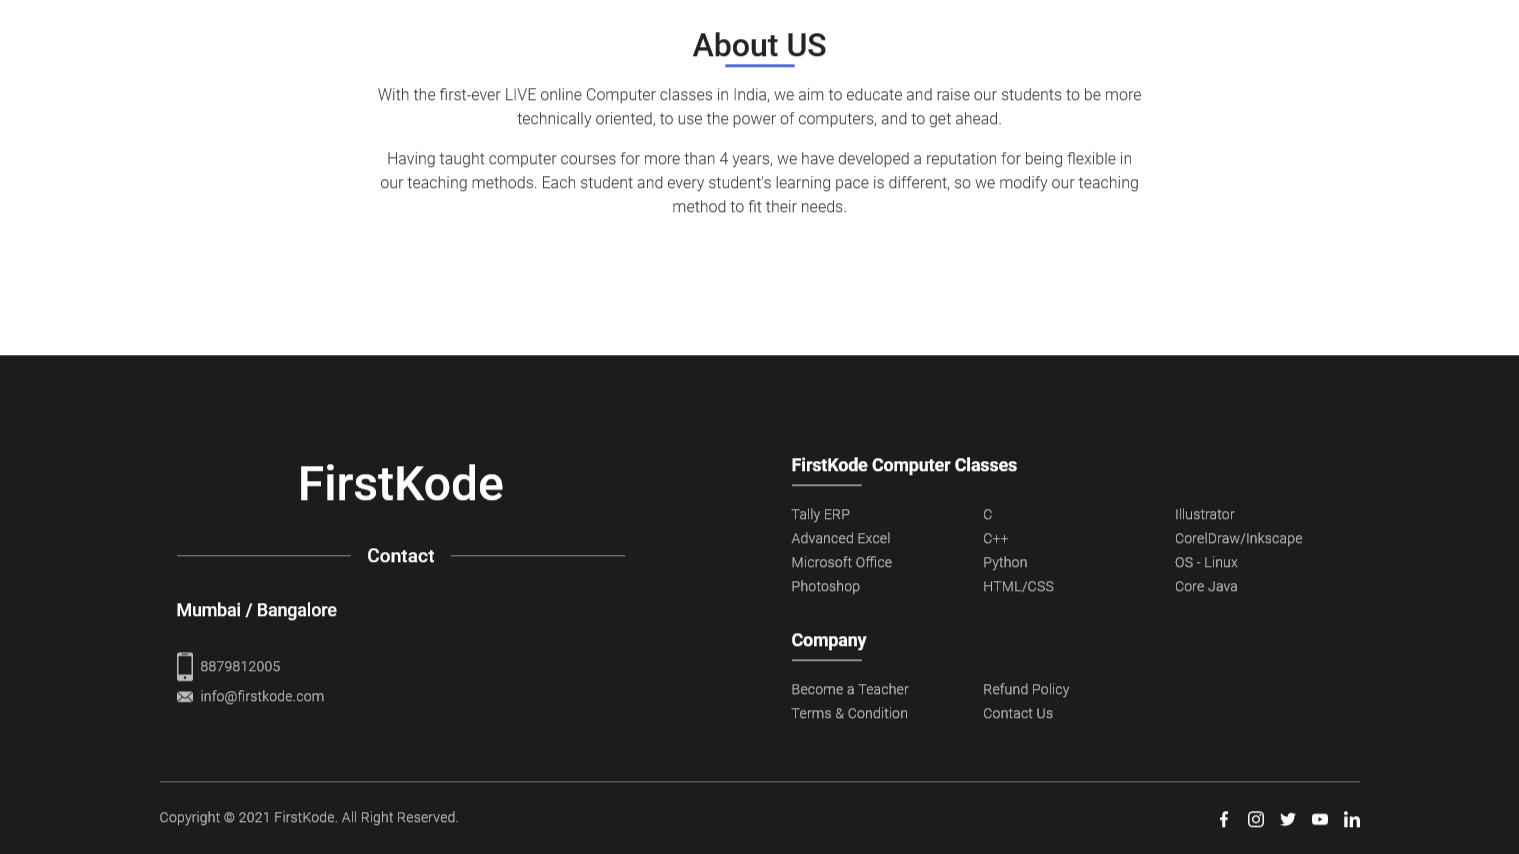 About US
With the first-ever LIVE online Computer classes in India, we aim to educate and raise our students to be more
technically oriented, to use the power of computers, and to get ahead.
Having taught computer courses for more than 4 years, we have developed a reputation for being flexible in
our teaching methods. Each student and every student's learning pace is different, so we modify our teaching
method to fit their needs.
FirstKode
Contact
Mumbai / Bangalore
8879812005
info@firstkode.com
FirstKode Computer Classes
Tally ERP
Advanced Excel
Microsoft Office
Photoshop
C
C++
Python
HTML/CSS
Illustrator
CorelDraw/Inkscape
OS - Linux
Core Java
Company
Become a Teacher
Terms & Condition
Refund Policy
Contact Us
Copyright © 2021 FirstKode. All Right Reserved.